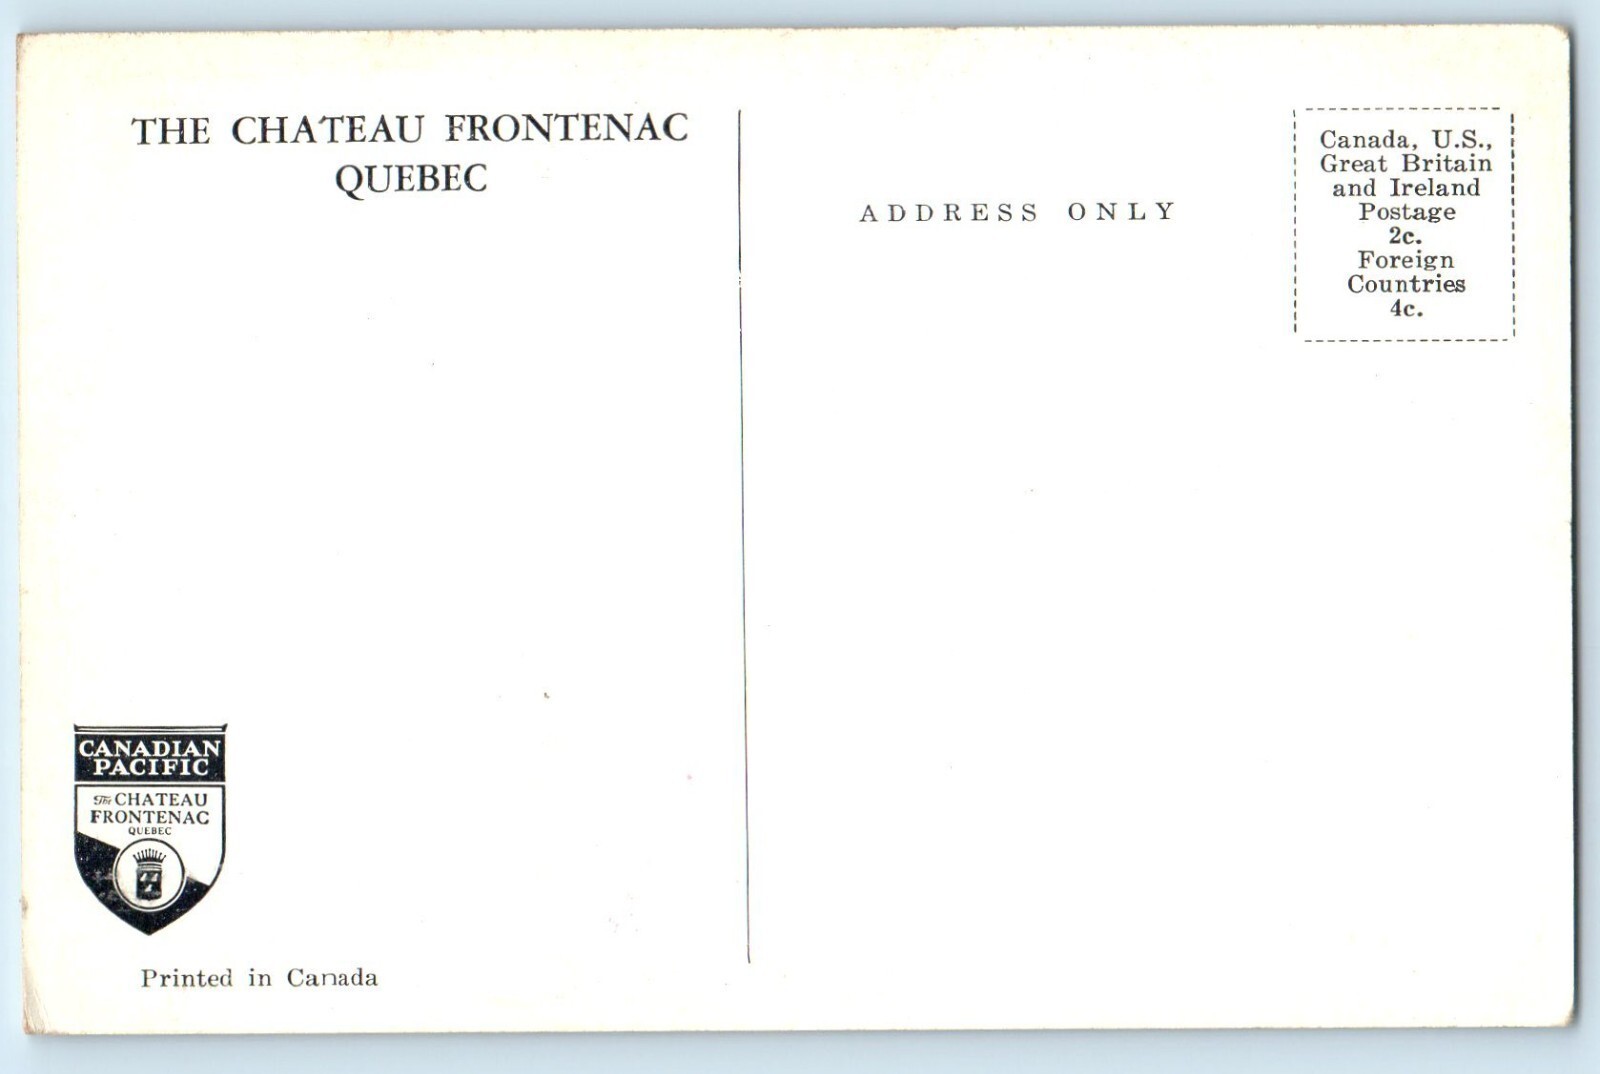 THE CHATEAU FRONTENAC
QUEBEC
ADDRESS ONLY
Canada, U.S.,
Great Britain
and Ireland
Postage
2c.
Foreign
Countries
4c.
CANADIAN
PACIFIC
The CHATEAU
FRONTENAC
QUEBEC
Printed in Canada